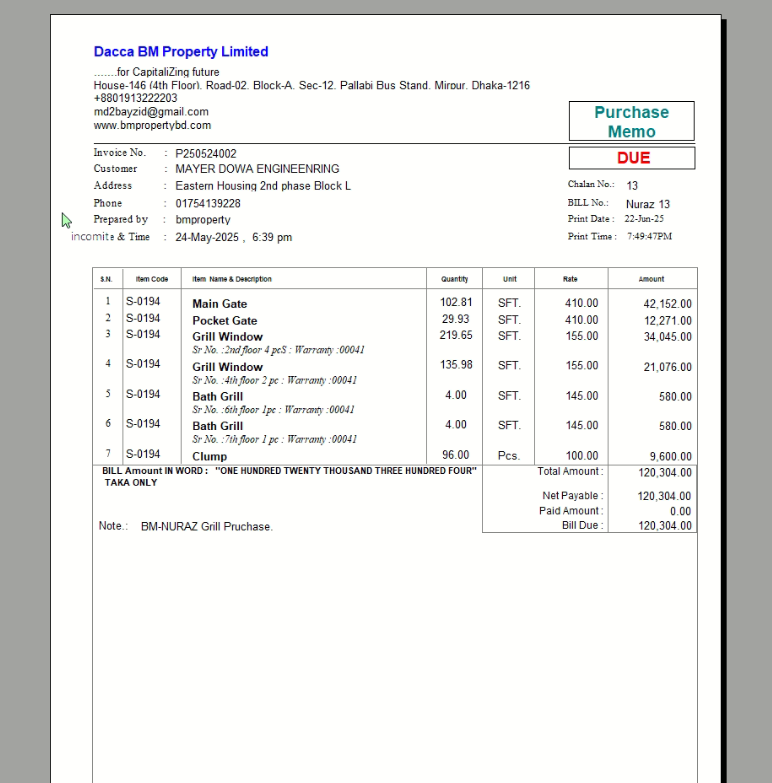 Dacca BM Property Limited
.......for CapitaliZing future
House-146 (4th Floor), Road-02, Block-A, Sec-12, Pallabi Bus Stand, Mirpur, Dhaka-1216
+8801913222203
md2bayzid@gmail.com
www.bmpropertybd.com
Purchase
Memo
DUE
Invoice No. : P250524002
Customer : MAYER DOWA ENGINEENRING
Address : Eastern Housing 2nd phase Block L
Phone : 01754139228
Prepared by : bmproperty
incomite & Time : 24-May-2025 , 6:39 pm
Chalan No.: 13
BILL No.: Nuraz 13
Print Date : 22-Jun-25
Print Time : 7:49:47PM
S.N. Item Code Item Name & Description Quantity Unit Rate Amount
1 S-0194 Main Gate 102.81 SFT. 410.00 42,152.00
2 S-0194 Pocket Gate 29.93 SFT. 410.00 12,271.00
3 S-0194 Grill Window 219.65 SFT. 155.00 34,045.00
Sr No. :2nd floor 4 pcS : Warranty :00041
4 S-0194 Grill Window 135.98 SFT. 155.00 21,076.00
Sr No. :4th floor 2 pc : Warranty :00041
5 S-0194 Bath Grill 4.00 SFT. 145.00 580.00
Sr No. :6th floor 1pc : Warranty :00041
6 S-0194 Bath Grill 4.00 SFT. 145.00 580.00
Sr No. :7th floor 1 pc : Warranty :00041
7 S-0194 Clump 96.00 Pcs. 100.00 9,600.00
BILL Amount IN WORD : "ONE HUNDRED TWENTY THOUSAND THREE HUNDRED FOUR"
TAKA ONLY
Total Amount : 120,304.00
Net Payable : 120,304.00
Paid Amount : 0.00
Bill Due : 120,304.00
Note.: BM-NURAZ Grill Pruchase.